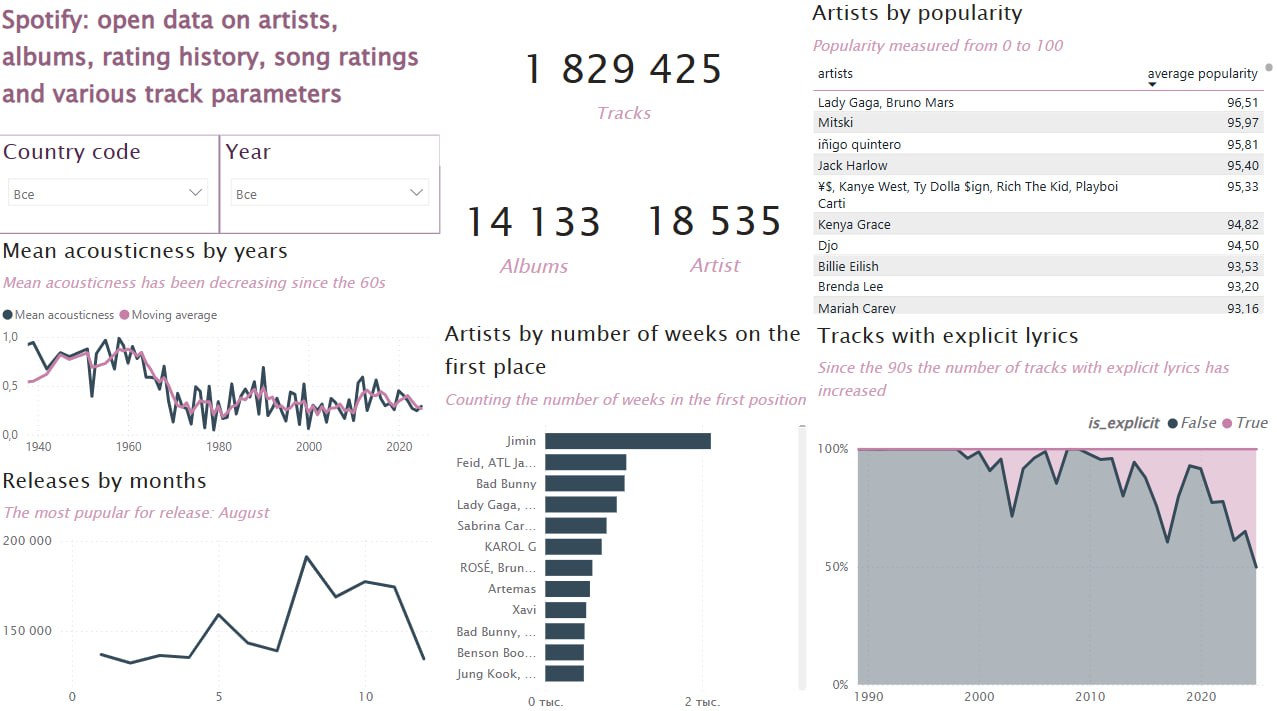 Spotify: open data on artists,
albums, rating history, song ratings
and various track parameters
Country code
Все
Year
Все
1 829 425
Tracks
14 133
Albums
18 535
Artist
Artists by popularity
Popularity measured from 0 to 100
artists average popularity
Lady Gaga, Bruno Mars 96,51
Mitski 95,97
iñigo quintero 95,81
Jack Harlow 95,40
¥$, Kanye West, Ty Dolla $ign, Rich The Kid, Playboi 95,33
Carti
Kenya Grace 94,82
Djo 94,50
Billie Eilish 93,53
Brenda Lee 93,20
Mariah Carey 93,16
Mean acousticness by years
Mean acousticness has been decreasing since the 60s
Mean acousticness Moving average
1,0
0,5
0,0
1940 1960 1980 2000 2020
Releases by months
The most pupular for release: August
200 000
150 000
0 5 10
Artists by number of weeks on the
first place
Counting the number of weeks in the first position
Jimin
Feid, ATL Ja...
Bad Bunny
Lady Gaga, ...
Sabrina Car...
KAROL G
ROSÉ, Brun...
Artemas
Xavi
Bad Bunny, ...
Benson Boo...
Jung Kook, ...
0 тыс. 2 тыс.
Tracks with explicit lyrics
Since the 90s the number of tracks with explicit lyrics has
increased
is_explicit False True
100%
50%
0%
1990 2000 2010 2020